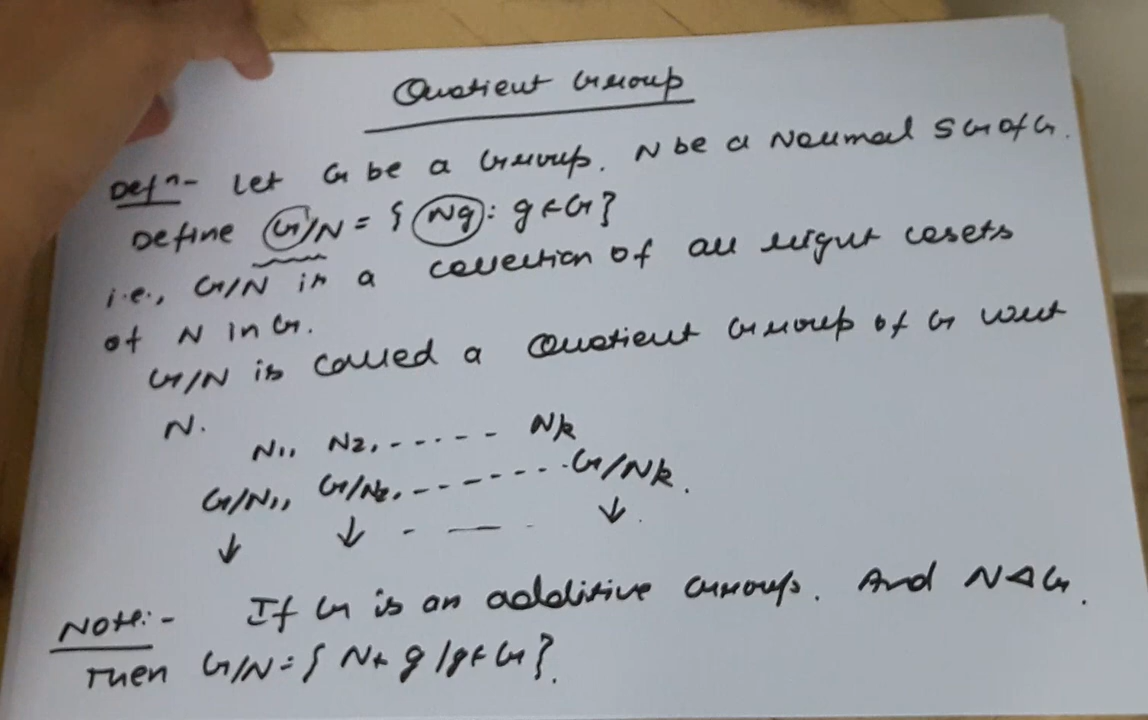 Quotient Group
Defn- Let G be a Group. N be a Normal SG of G.
Define G/N = { Ng : g ∈ G }
i.e., G/N is a collection of all right cosets
of N in G.
G/N is called a Quotient Group of G wrt
N.
N1, N2, ------ Nk
G/N1, G/N2, ------- G/Nk.
↓ ↓ - — - ↓.
Note:- If G is an additive Group. And N ⊲ G.
Then G/N = { N + g / g ∈ G }.